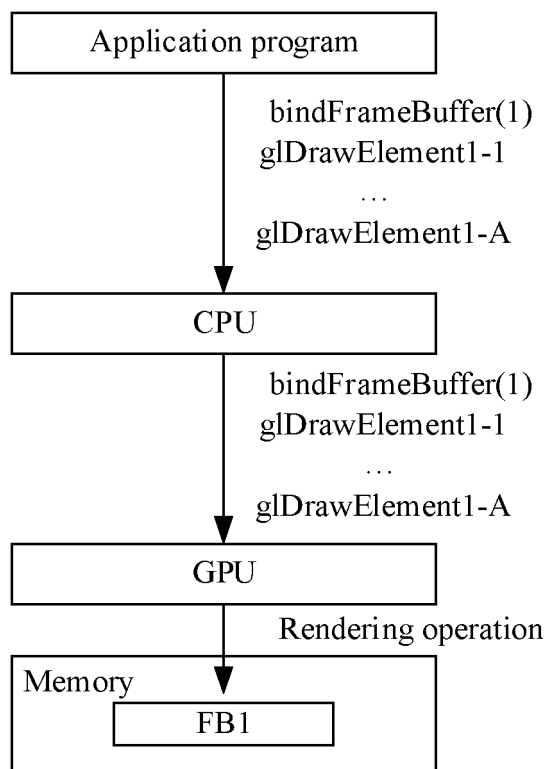 Application program
bindFrameBuffer(1)
glDrawElement1-1
...
glDrawElement1-A
CPU
bindFrameBuffer(1)
glDrawElement1-1
...
glDrawElement1-A
GPU
Rendering operation
Memory
FB1